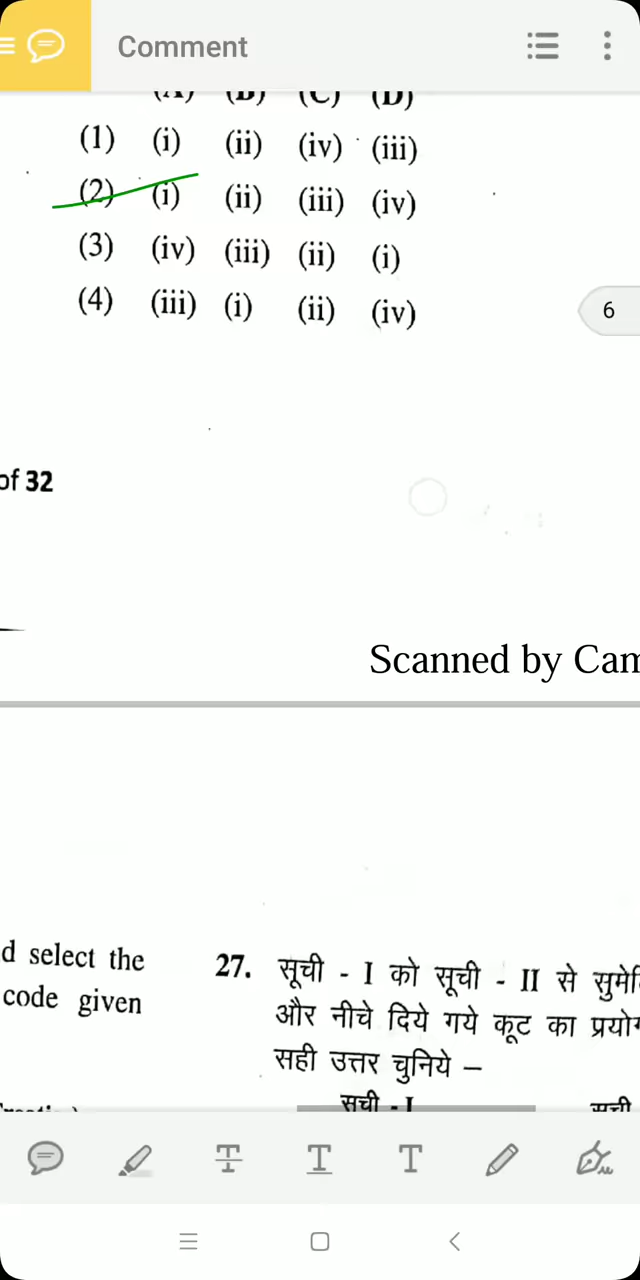 Comment
(A) (B) (C) (D)
(1) (i) (ii) (iv) (iii)
(2) (i) (ii) (iii) (iv)
(3) (iv) (iii) (ii) (i)
(4) (iii) (i) (ii) (iv)
6
of 32
Scanned by Cam
d select the
code given
27. सूची - I को सूची - II से
और नीचे दिये गये कूट का
सही उत्तर चुनिये –
सूची - I
T T T